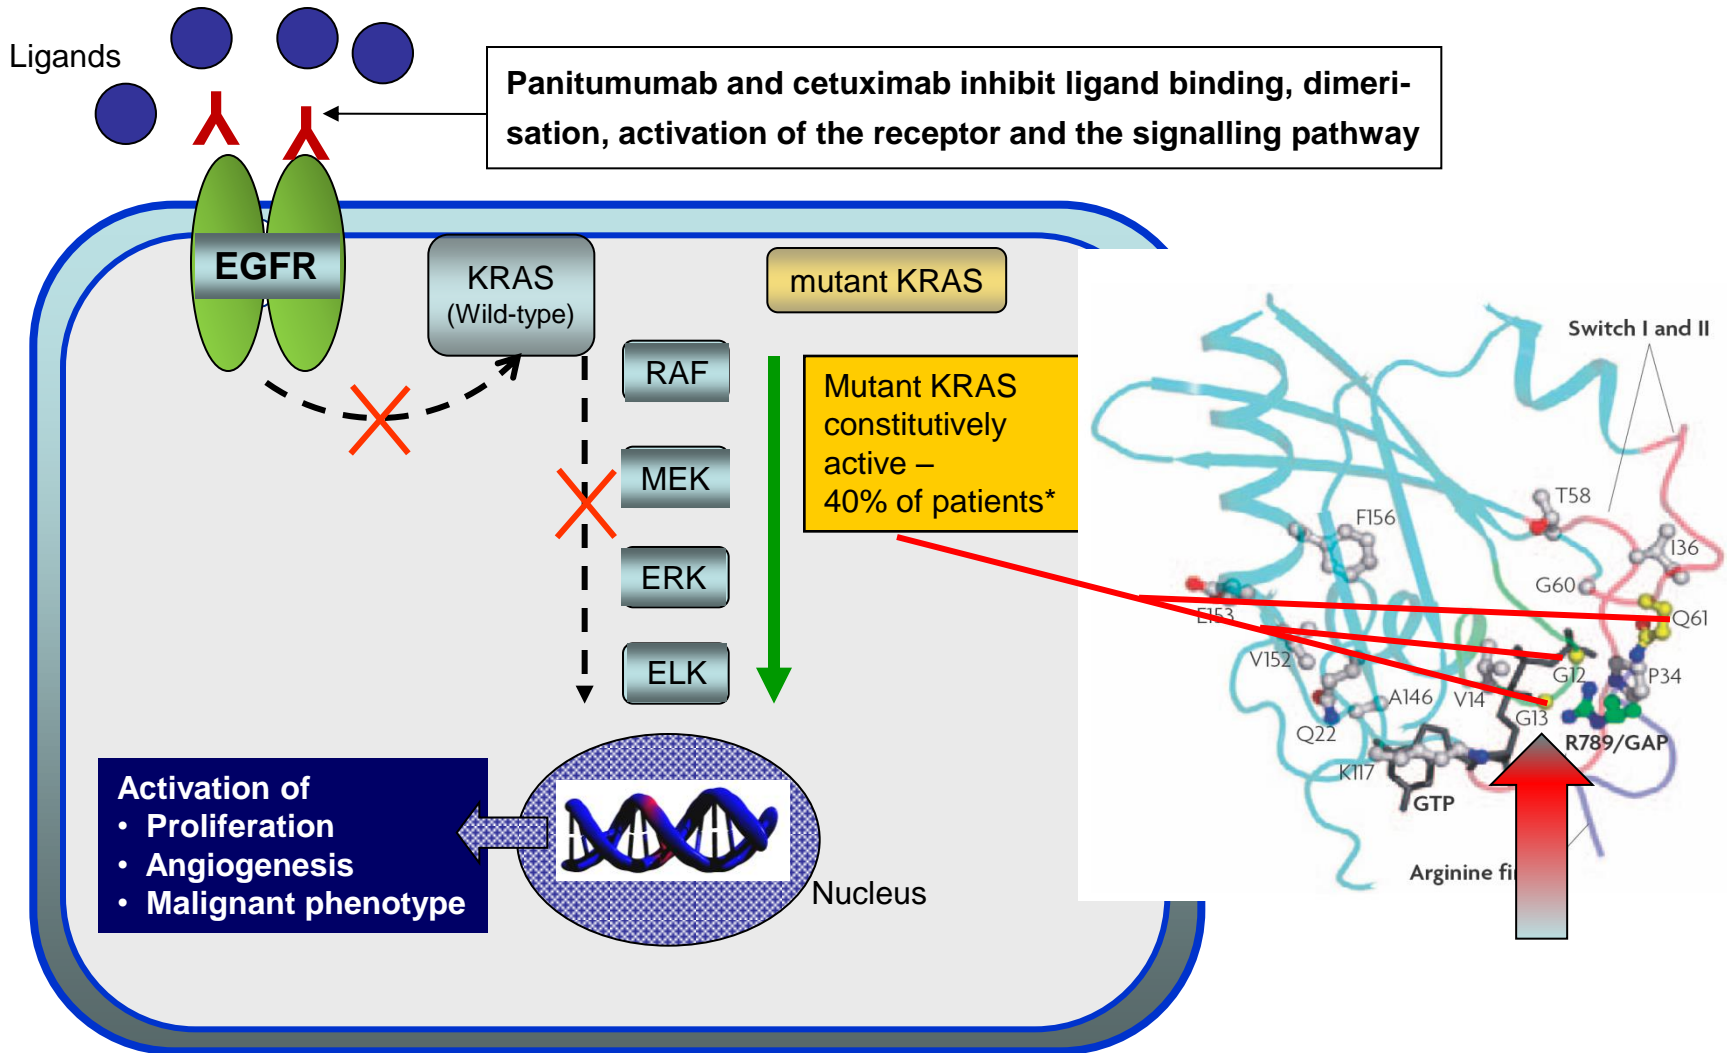 Ligands
Panitumumab and cetuximab inhibit ligand binding, dimeri-
sation, activation of the receptor and the signalling pathway
EGFR
KRAS
(Wild-type)
mutant KRAS
RAF
MEK
ERK
ELK
Mutant KRAS
constitutively
active –
40% of patients*
Activation of
• Proliferation
• Angiogenesis
• Malignant phenotype
Nucleus
Switch I and II
T58
F156
I36
G60
E153
Q61
V152
G12
P34
A146
V14
G13
Q22
R789/GAP
K117
GTP
Arginine